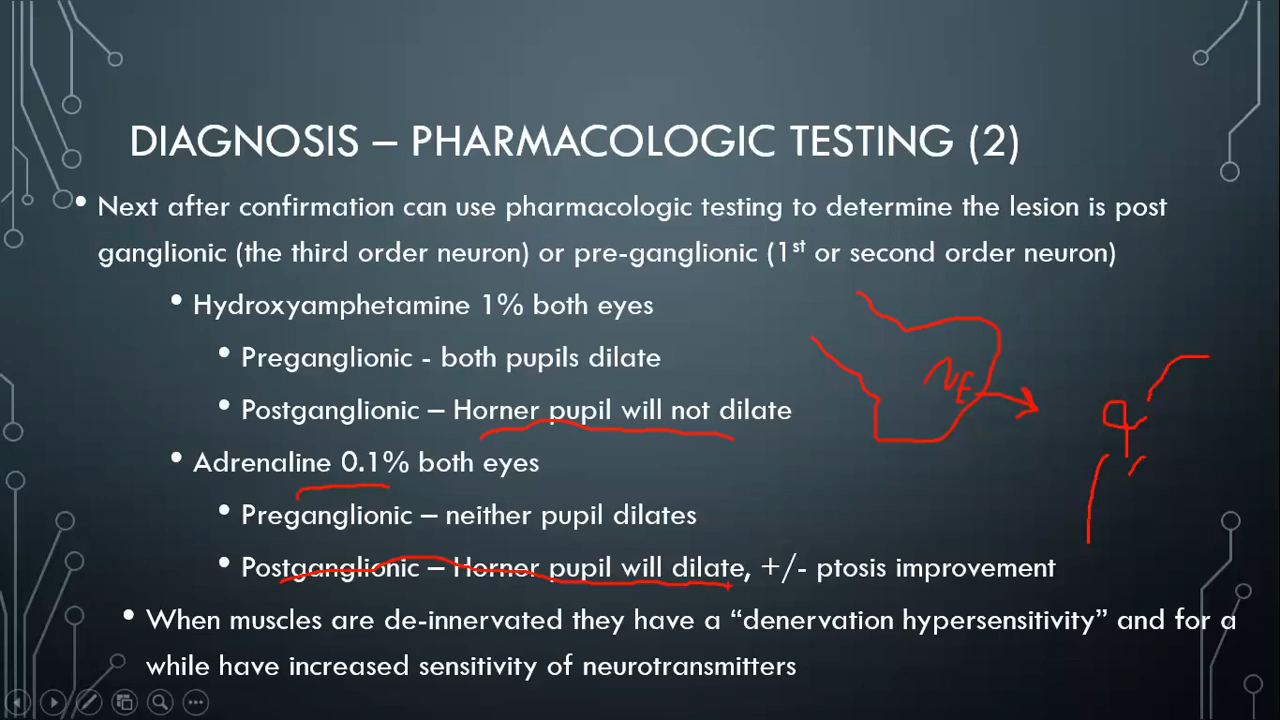 DIAGNOSIS – PHARMACOLOGIC TESTING (2)
• Next after confirmation can use pharmacologic testing to determine the lesion is post
ganglionic (the third order neuron) or pre-ganglionic (1st or second order neuron)
• Hydroxyamphetamine 1% both eyes
• Preganglionic - both pupils dilate
• Postganglionic – Horner pupil will not dilate
NE
• Adrenaline 0.1% both eyes
• Preganglionic – neither pupil dilates
• Postganglionic – Horner pupil will dilate, +/- ptosis improvement
• When muscles are de-innervated they have a “denervation hypersensitivity” and for a
while have increased sensitivity of neurotransmitters